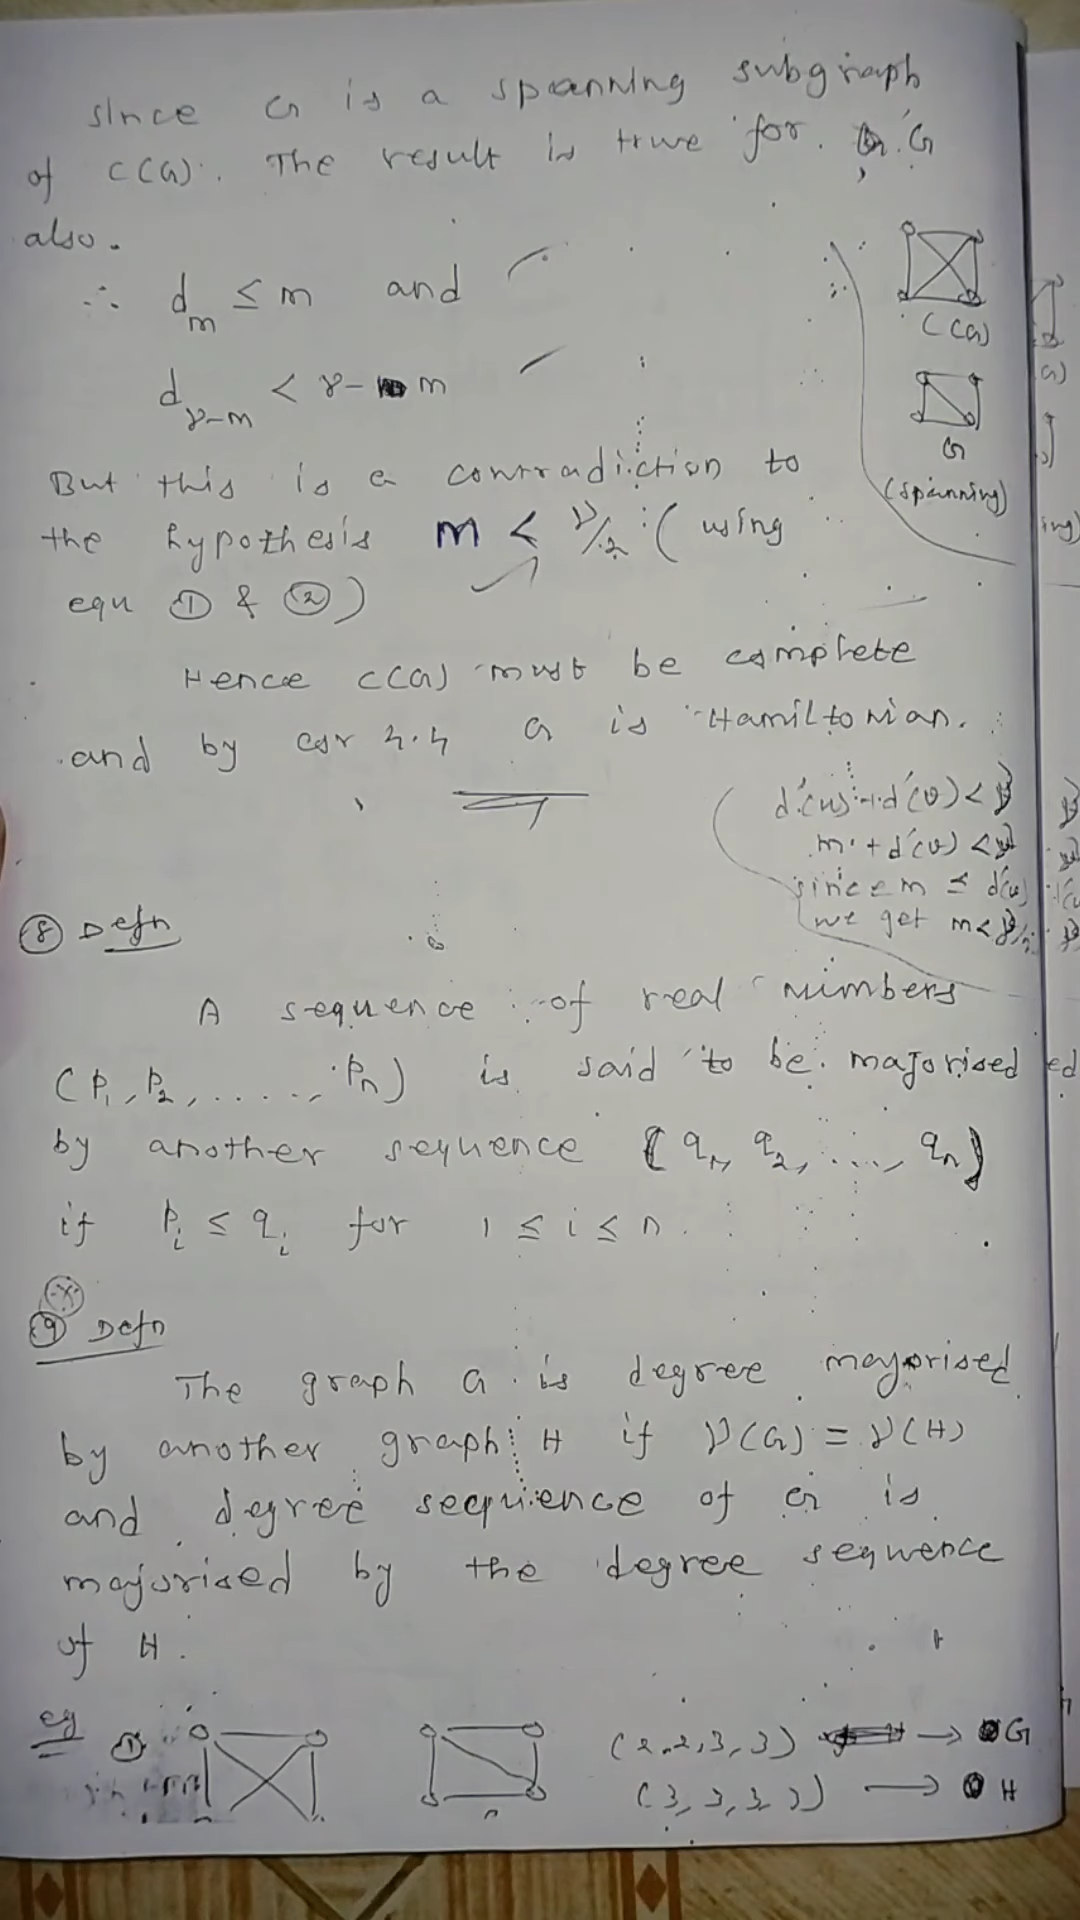 since G is a spanning subgraph
of C(G). The result is true for G
also.
∴ d_m ≤ m and
d_ν-m < ν-m
C(G)
G
(spanning)
But this is a contradiction to
the hypothesis m < ν/2 (using
equ ① & ②)
Hence C(G) must be complete
and by cor 4.4 G is Hamiltonian.
d'(u)+d'(v) < ν
m + d'(v) < ν
since m ≤ d'(v)
we get m < ν/2
⑧ Defn
A sequence of real numbers
(P₁, P₂, ....., Pn) is said to be majorised
by another sequence (q₁, q₂, ...., qn)
if Pi ≤ qi for 1 ≤ i ≤ n.
⑨ Defn
The graph G is degree majorised
by another graph H if ν(G) = ν(H)
and degree sequence of G is
majorised by the degree sequence
of H.
eg ① (2,2,3,3) → G
(3,3,3,3) → H